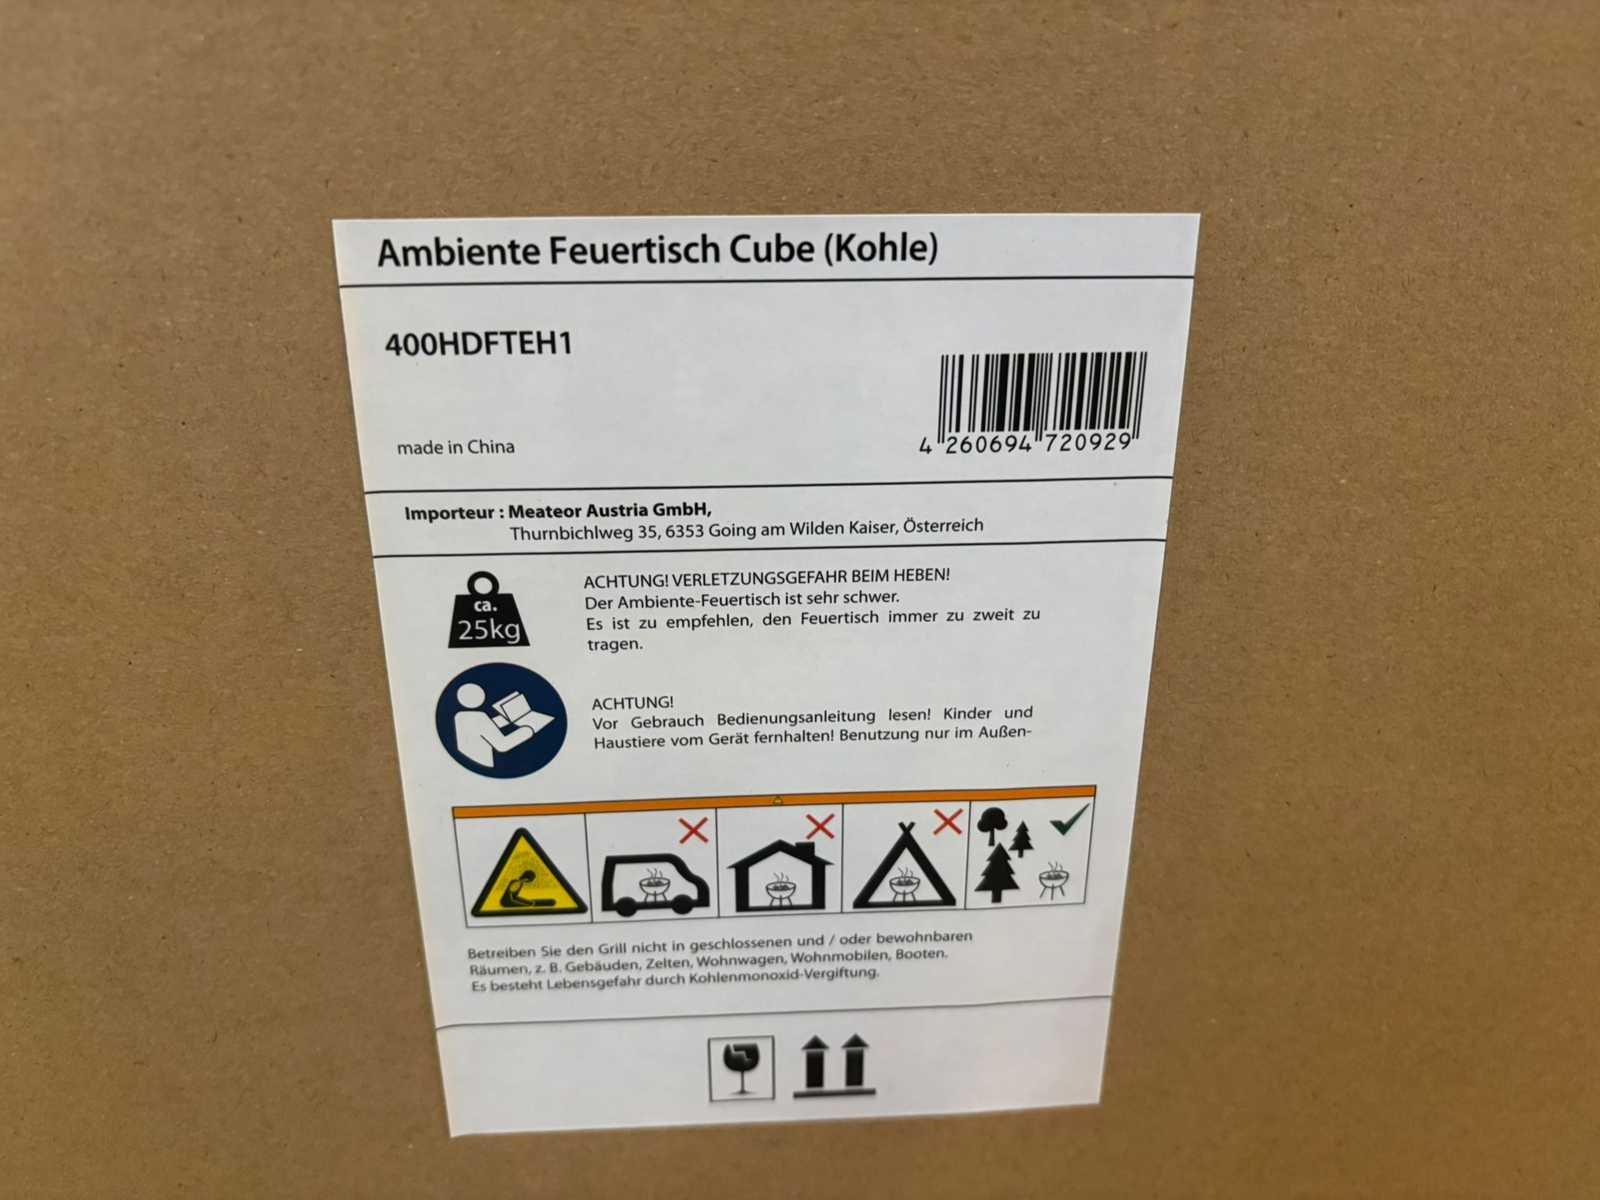 Ambiente Feuertisch Cube (Kohle)
400HDFTEH1
made in China
4 260694 720929
Importeur : Meateor Austria GmbH,
Thurnbichlweg 35, 6353 Going am Wilden Kaiser, Österreich
ca.
25kg
ACHTUNG! VERLETZUNGSGEFAHR BEIM HEBEN!
Der Ambiente-Feuertisch ist sehr schwer.
Es ist zu empfehlen, den Feuertisch immer zu zweit zu
tragen.
ACHTUNG!
Vor Gebrauch Bedienungsanleitung lesen! Kinder und
Haustiere vom Gerät fernhalten! Benutzung nur im Außen-
Betreiben Sie den Grill nicht in geschlossenen und / oder bewohnbaren
Räumen, z. B. Gebäuden, Zelten, Wohnwagen, Wohnmobilen, Booten.
Es besteht Lebensgefahr durch Kohlenmonoxid-Vergiftung.